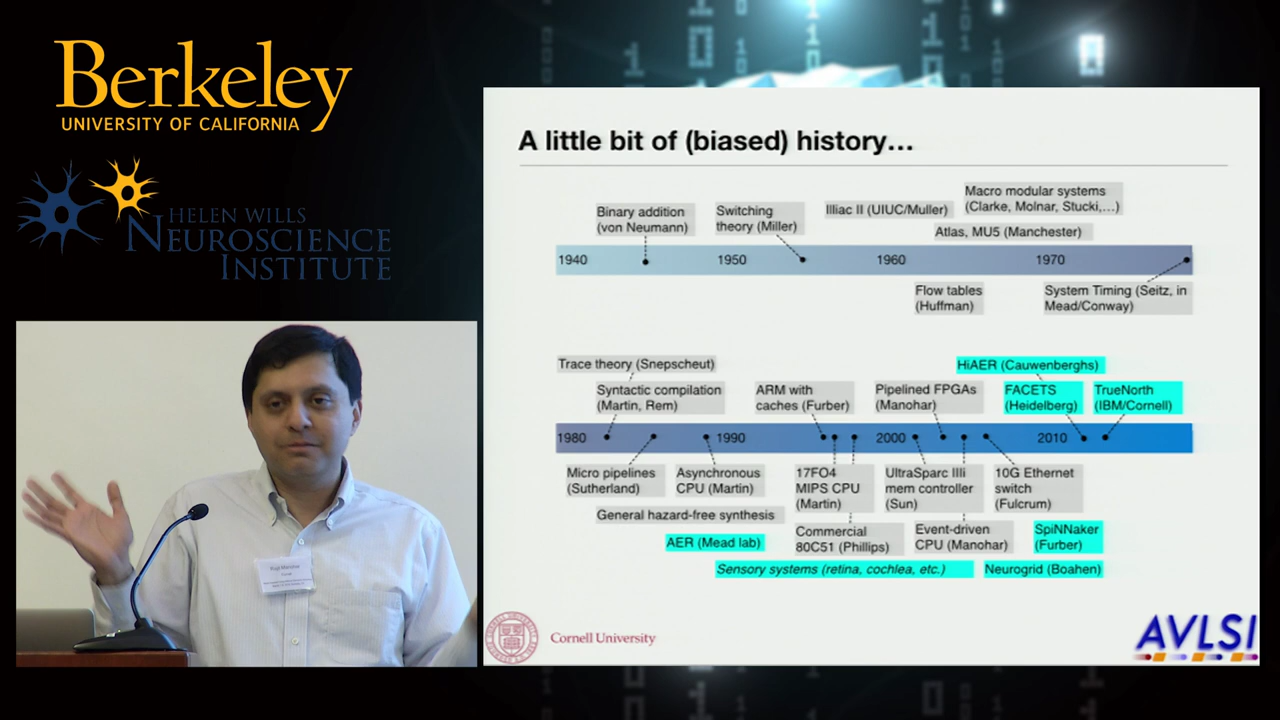 Berkeley
UNIVERSITY OF CALIFORNIA
HELEN WILLS
NEUROSCIENCE
INSTITUTE
A little bit of (biased) history...
Binary addition
(von Neumann)
Switching
theory (Miller)
Illiac II (UIUC/Muller)
Macro modular systems
(Clarke, Molnar, Stucki,...)
Atlas, MU5 (Manchester)
1940 1950 1960 1970
Flow tables
(Huffman)
System Timing (Seitz, in
Mead/Conway)
Trace theory (Snepscheut)
HiAER (Cauwenberghs)
Syntactic compilation
(Martin, Rem)
ARM with
caches (Furber)
Pipelined FPGAs
(Manohar)
FACETS
(Heidelberg)
TrueNorth
(IBM/Cornell)
1980 1990 2000 2010
Micro pipelines
(Sutherland)
Asynchronous
CPU (Martin)
17FO4
MIPS CPU
(Martin)
UltraSparc IIIi
mem controller
(Sun)
10G Ethernet
switch
(Fulcrum)
General hazard-free synthesis
AER (Mead lab)
Commercial
80C51 (Phillips)
Event-driven
CPU (Manohar)
SpiNNaker
(Furber)
Sensory systems (retina, cochlea, etc.)
Neurogrid (Boahen)
Cornell University
AVLSI